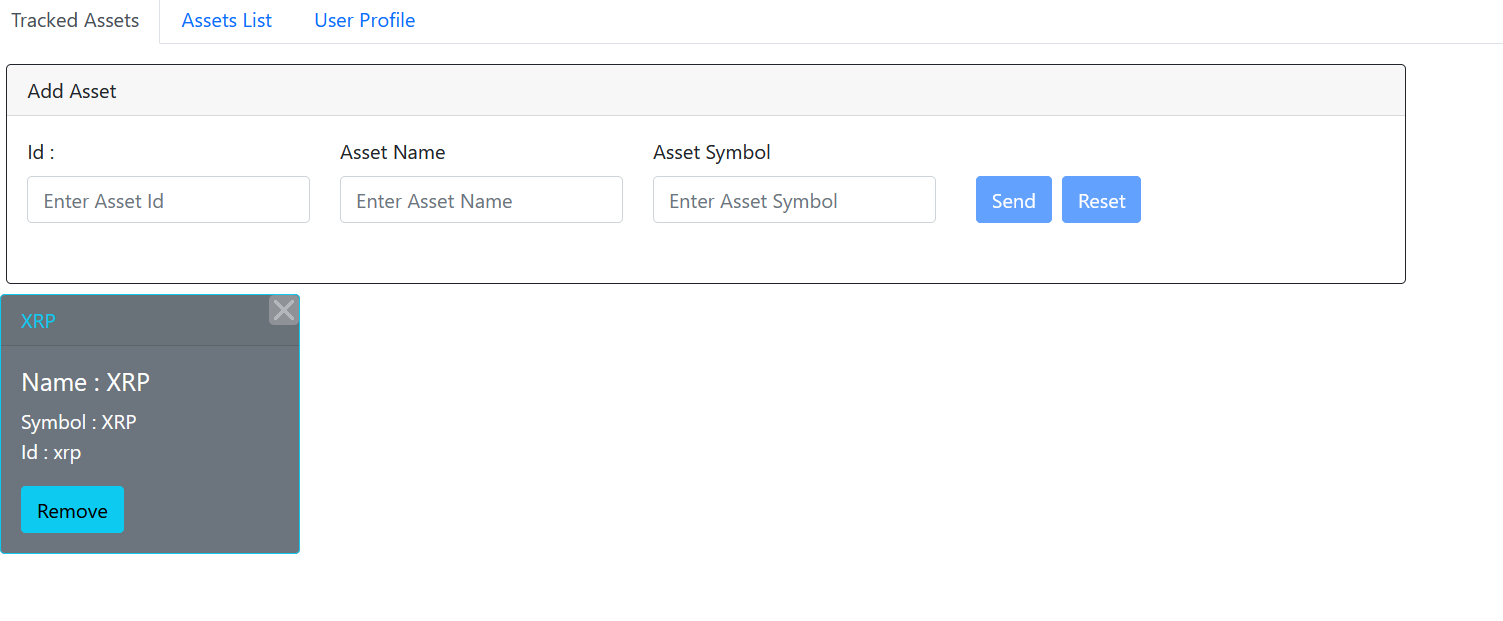 Tracked Assets Assets List User Profile
Add Asset
Id : Asset Name Asset Symbol
Enter Asset Id Enter Asset Name Enter Asset Symbol Send Reset
XRP
Name : XRP
Symbol : XRP
Id : xrp
Remove